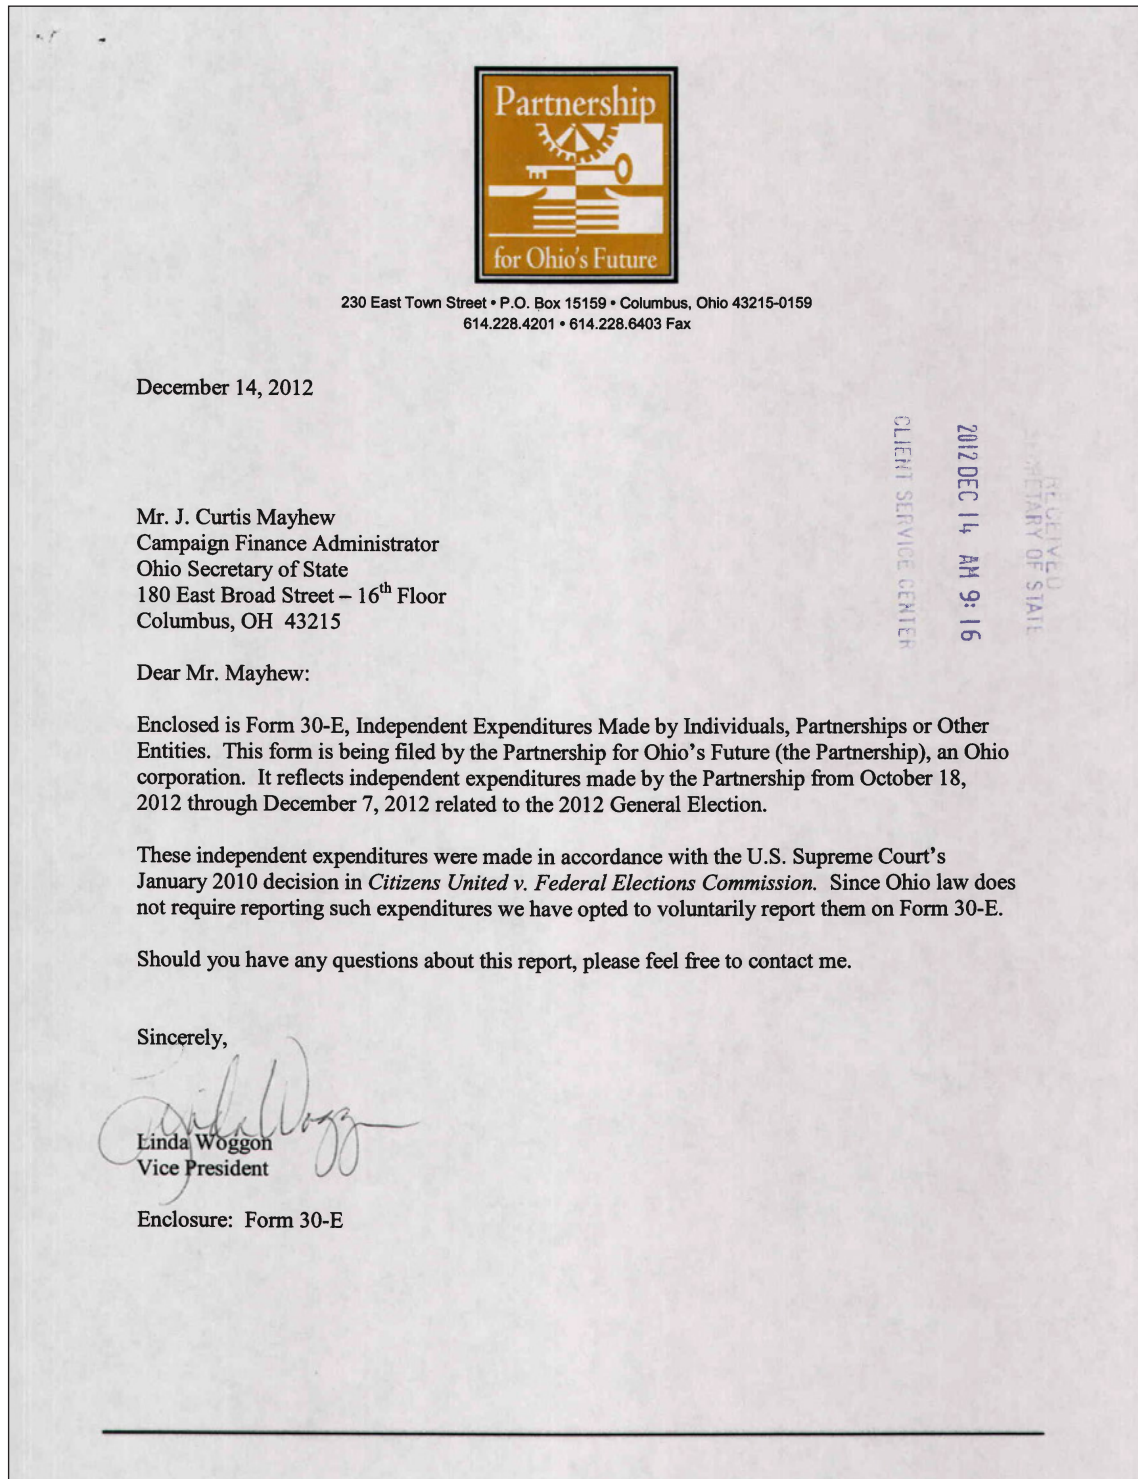 Partnership
for Ohio's Future
230 East Town Street • P.O. Box 15159 • Columbus, Ohio 43215-0159
614.228.4201 • 614.228.6403 Fax
December 14, 2012
RECEIVED
SECRETARY OF STATE
2012 DEC 14 AM 9:16
CLIENT SERVICE CENTER
Mr. J. Curtis Mayhew
Campaign Finance Administrator
Ohio Secretary of State
180 East Broad Street – 16th Floor
Columbus, OH 43215
Dear Mr. Mayhew:
Enclosed is Form 30-E, Independent Expenditures Made by Individuals, Partnerships or Other
Entities. This form is being filed by the Partnership for Ohio's Future (the Partnership), an Ohio
corporation. It reflects independent expenditures made by the Partnership from October 18,
2012 through December 7, 2012 related to the 2012 General Election.
These independent expenditures were made in accordance with the U.S. Supreme Court's
January 2010 decision in Citizens United v. Federal Elections Commission. Since Ohio law does
not require reporting such expenditures we have opted to voluntarily report them on Form 30-E.
Should you have any questions about this report, please feel free to contact me.
Sincerely,
Linda Woggon
Linda Woggon
Vice President
Enclosure: Form 30-E